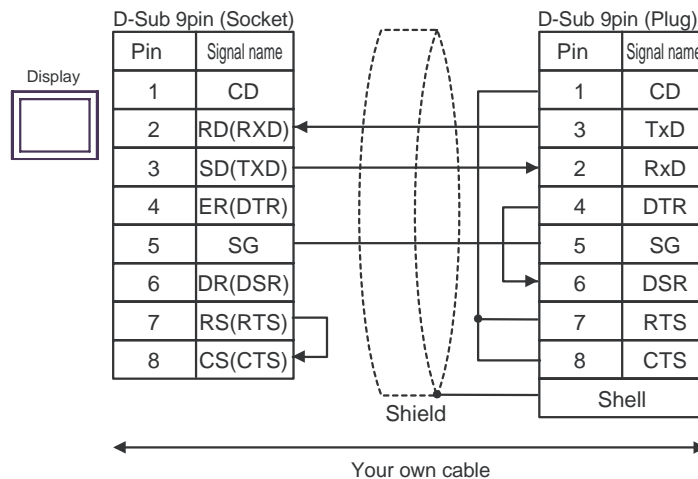 D-Sub 9pin (Socket)
D-Sub 9pin (Plug)
Pin Signal name
Pin Signal name
Display
1 CD
1 CD
2 RD(RXD)
3 TxD
3 SD(TXD)
2 RxD
4 ER(DTR)
4 DTR
5 SG
5 SG
6 DR(DSR)
6 DSR
7 RS(RTS)
7 RTS
8 CS(CTS)
8 CTS
Shell
Shield
Your own cable